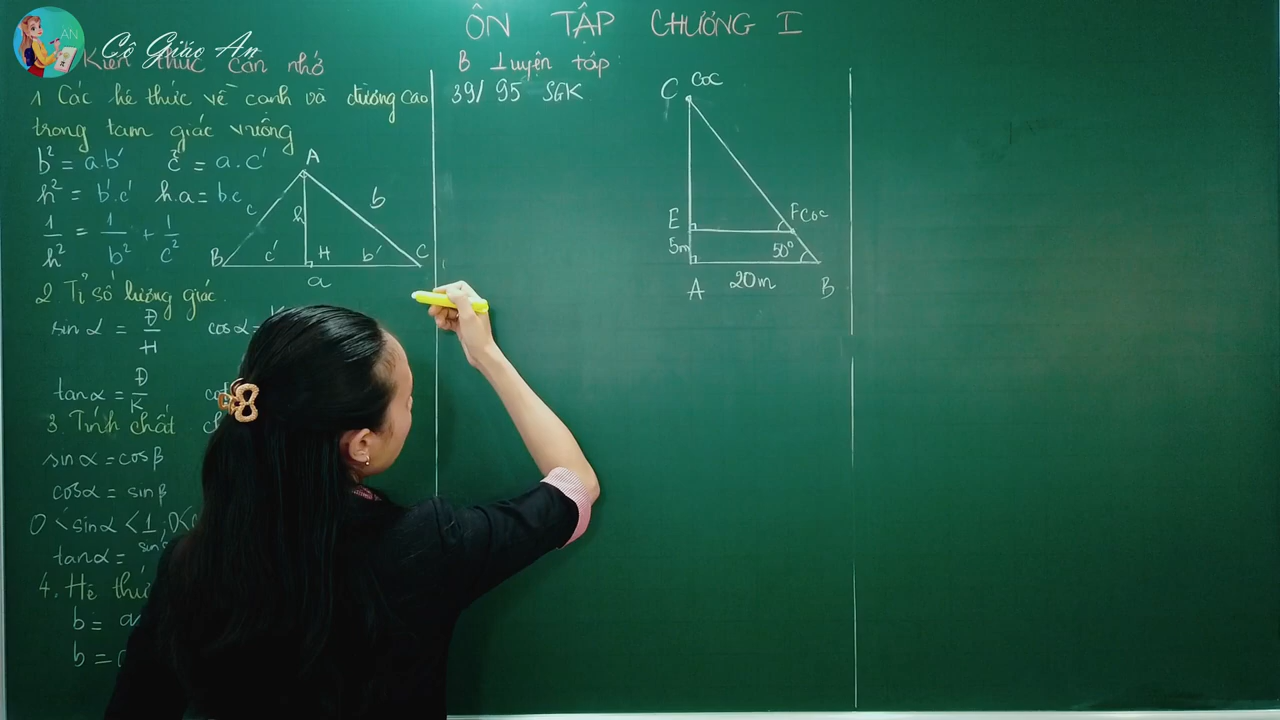 AN
Cô Giáo An
ÔN TẬP CHƯƠNG I
Kiến thức cần nhớ
1 Các hệ thức về cạnh và đường cao
trong tam giác vuông
b² = a.b' c² = a.c'
h² = b'.c' h.a = b.c
1/h² = 1/b² + 1/c²
A
c
h
b
B
c'
H
b'
C
a
2. Tỉ số lượng giác.
sin α = Đ/H cos α =
tan α = Đ/K
3. Tính chất
sin α = cos β
cos α = sin β
0 < sin α < 1 ; 0 <
tan α =
4. Hệ thức
b =
b =
B Luyện tập:
39/ 95 SGK
C Cọc
E
F Cọc
5m
50°
A
20m
B